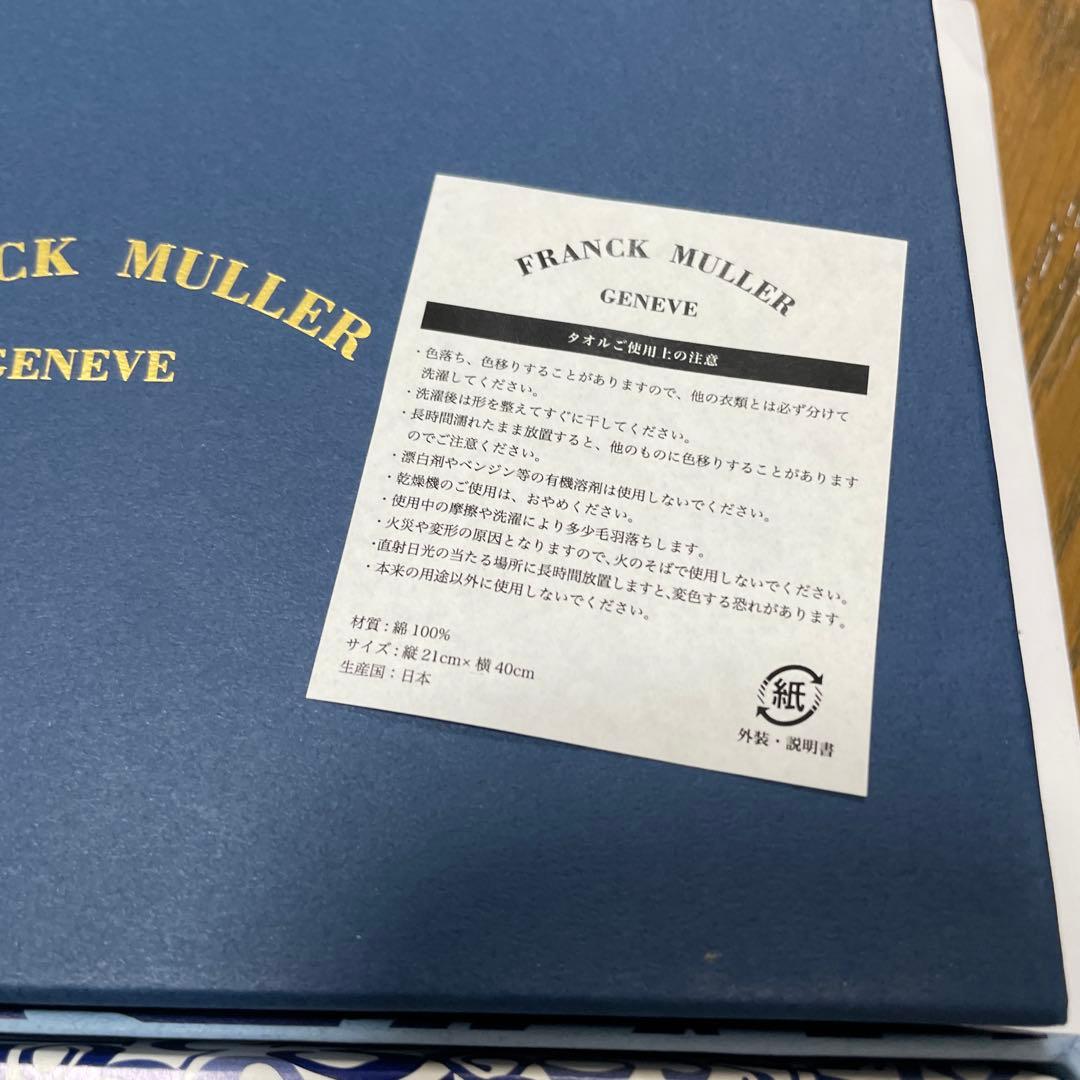 CK MULLER
GENEVE
FRANCK MULLER
GENEVE
タオルご使用上の注意
・色落ち、色移りすることがありますので、他の衣類とは必ず分けて
洗濯してください。
・洗濯後は形を整えてすぐに干してください。
・長時間濡れたまま放置すると、他のものに色移りすることがあります
のでご注意ください。
・漂白剤やベンジン等の有機溶剤は使用しないでください。
・乾燥機のご使用は、おやめください。
・使用中の摩擦や洗濯により多少毛羽落ちします。
・火災や変形の原因となりますので、火のそばで使用しないでください。
・直射日光の当たる場所に長時間放置しますと、変色する恐れがあります。
・本来の用途以外に使用しないでください。
材質：綿100%
サイズ：縦21cm×横40cm
生産国：日本
紙
外装・説明書